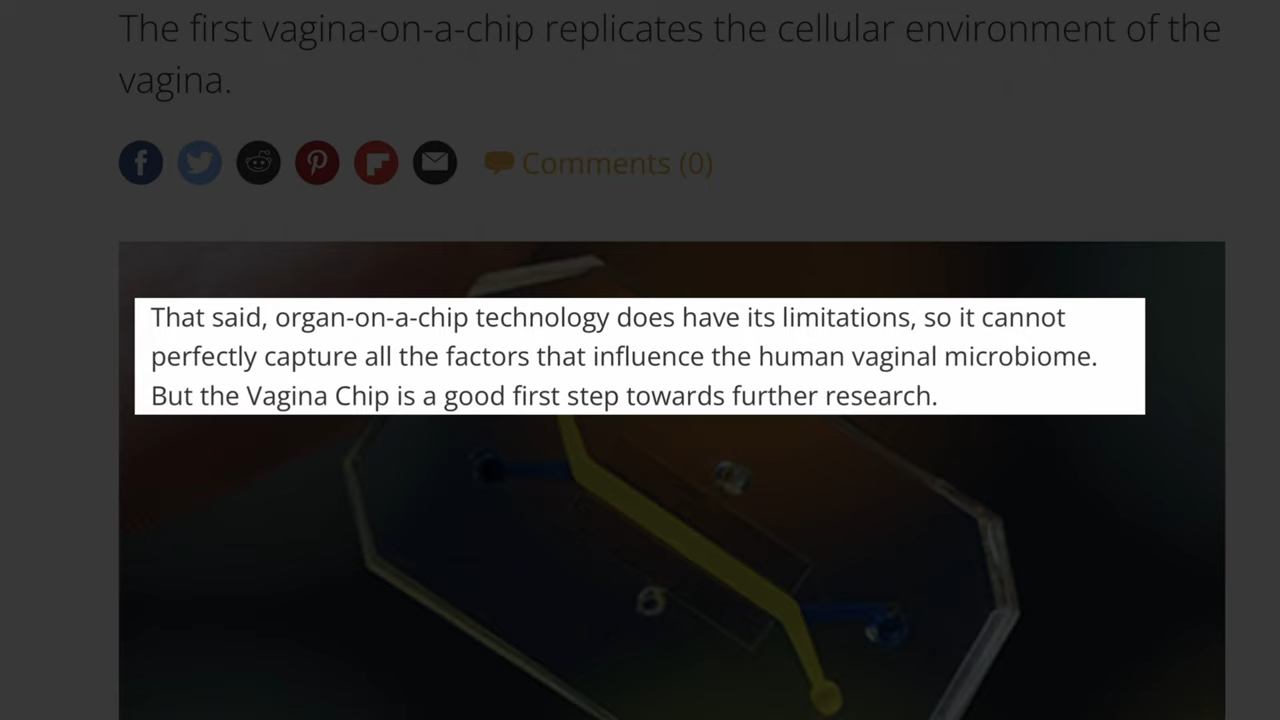 The first vagina-on-a-chip replicates the cellular environment of the
vagina.
Comments (0)
That said, organ-on-a-chip technology does have its limitations, so it cannot
perfectly capture all the factors that influence the human vaginal microbiome.
But the Vagina Chip is a good first step towards further research.